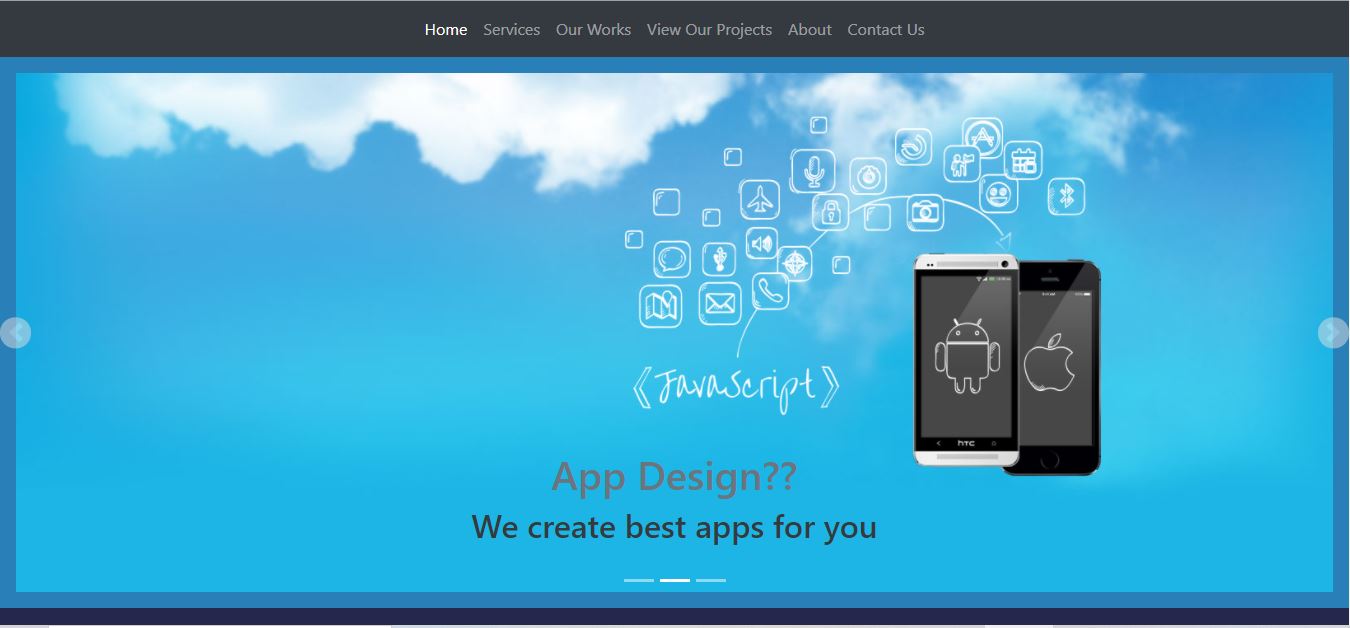 Home Services Our Works View Our Projects About Contact Us
《JavaScript》
hTC
App Design??
We create best apps for you